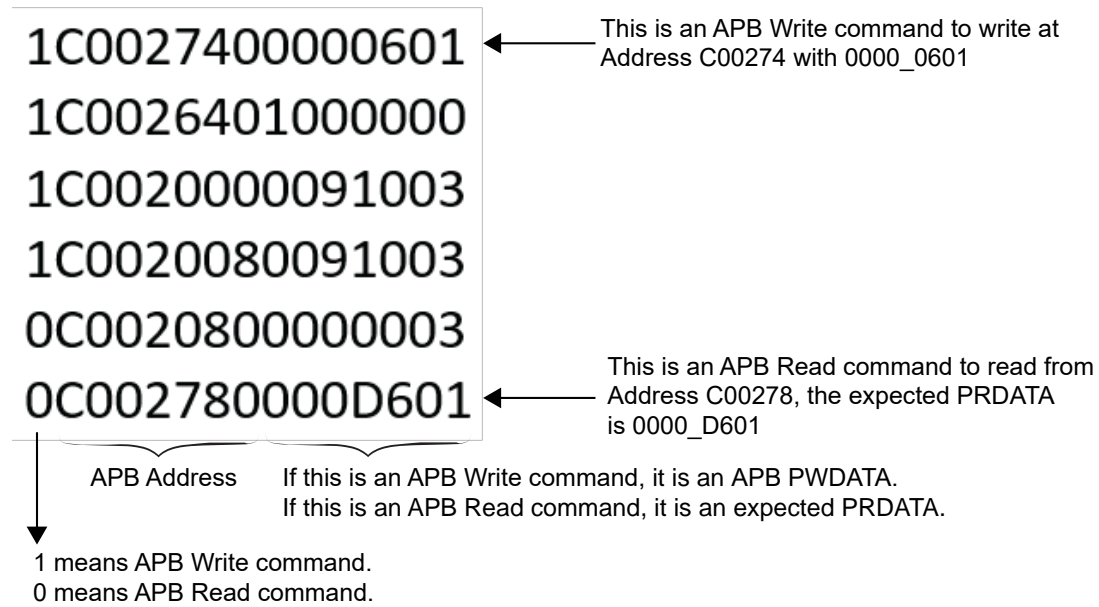 1C0027400000601
1C0026401000000
1C0020000091003
1C0020080091003
0C0020800000003
0C002780000D601
This is an APB Write command to write at
Address C00274 with 0000_0601
This is an APB Read command to read from
Address C00278, the expected PRDATA
is 0000_D601
APB Address
If this is an APB Write command, it is an APB PWDATA.
If this is an APB Read command, it is an expected PRDATA.
1 means APB Write command.
0 means APB Read command.